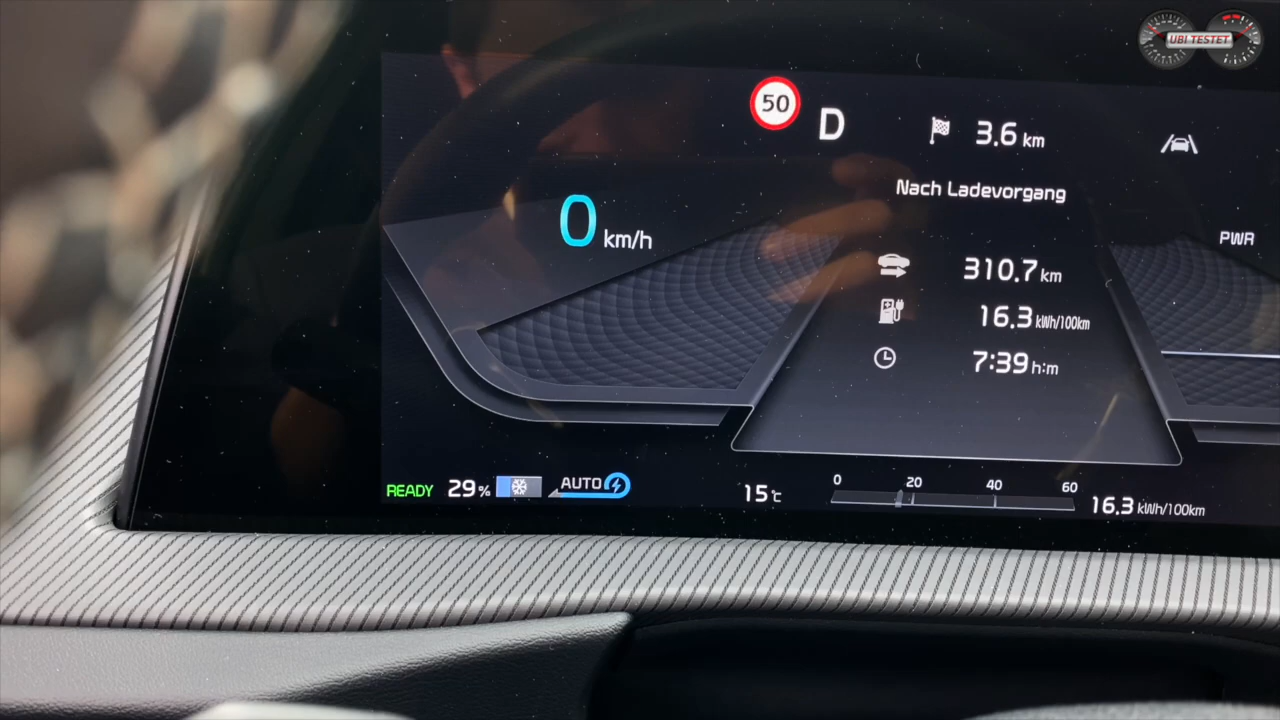 UBI TESTET
50
D
3.6 km
Nach Ladevorgang
0 km/h
PWR
310.7 km
16.3 kWh/100km
7:39 h:m
READY 29% AUTO
15°C
0 20 40 60
16.3 kWh/100km